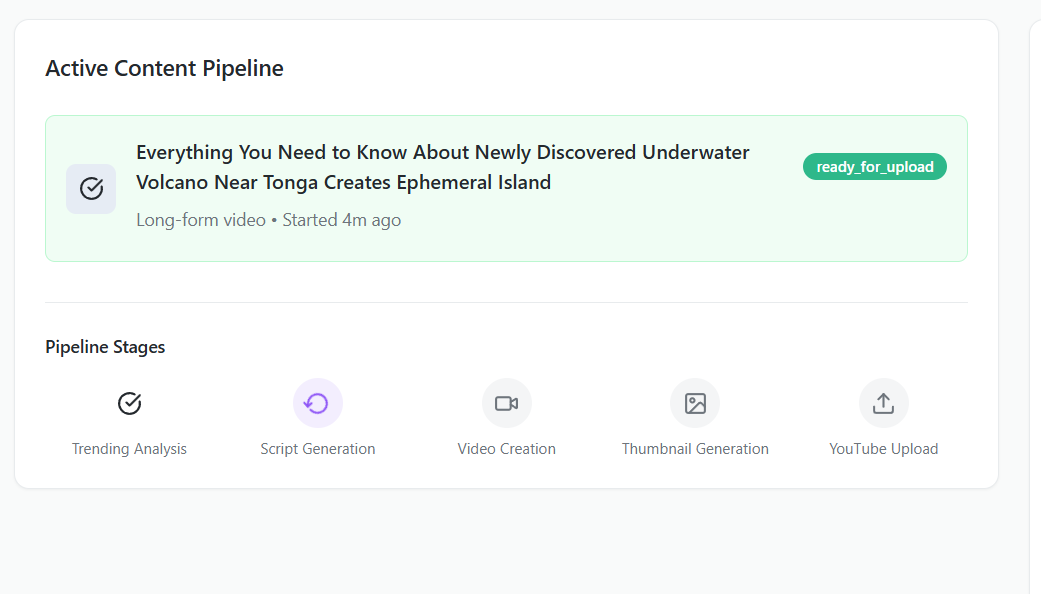 Active Content Pipeline
Everything You Need to Know About Newly Discovered Underwater
Volcano Near Tonga Creates Ephemeral Island
ready_for_upload
Long-form video • Started 4m ago
Pipeline Stages
Trending Analysis
Script Generation
Video Creation
Thumbnail Generation
YouTube Upload